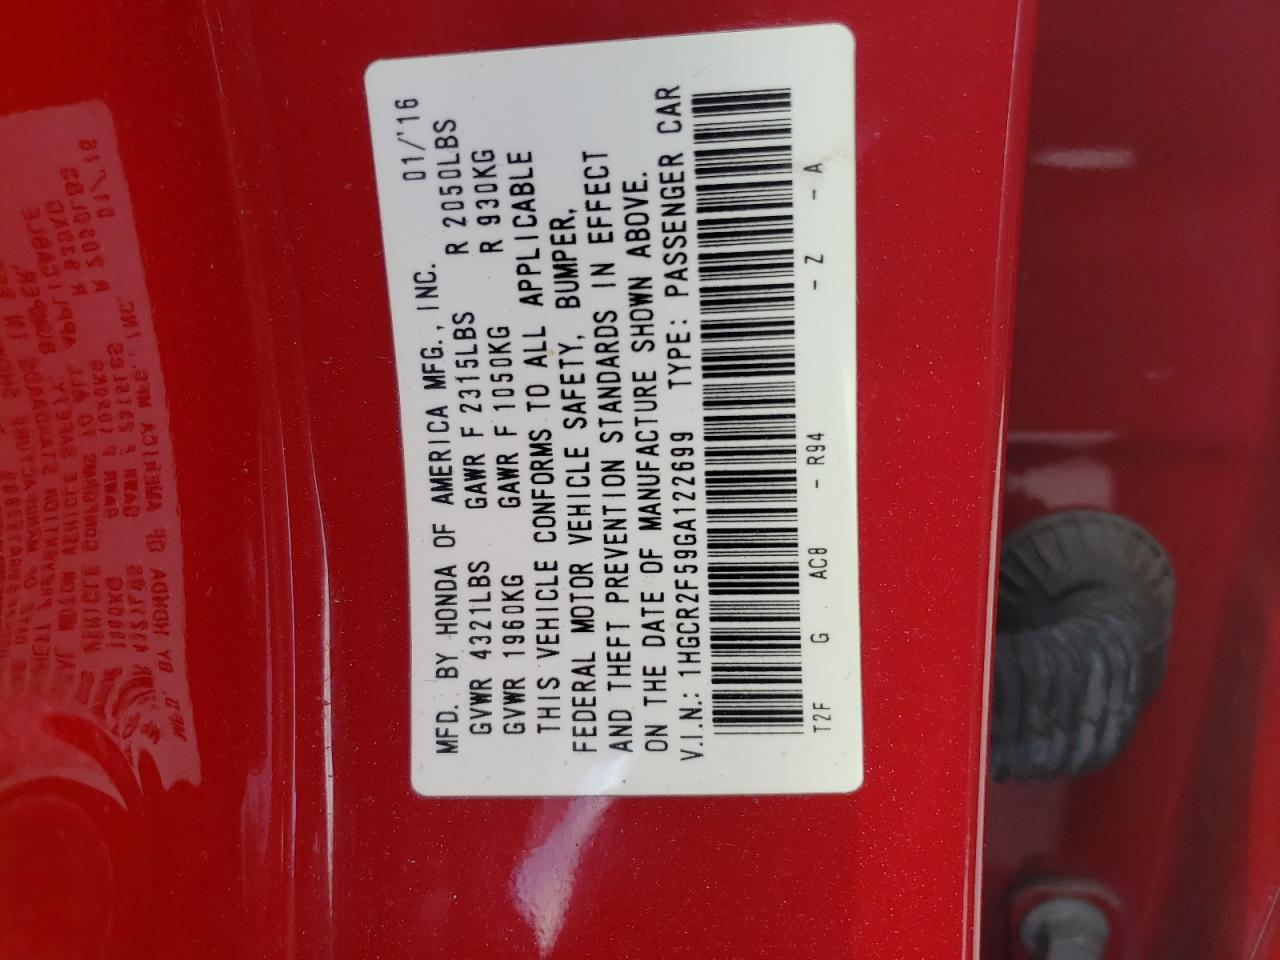 MFD. BY HONDA OF AMERICA MFG., INC. 01/'16
GVWR 4321LBS GAWR F 2315LBS R 2050LBS
GVWR 1960KG GAWR F 1050KG R 930KG
THIS VEHICLE CONFORMS TO ALL APPLICABLE
FEDERAL MOTOR VEHICLE SAFETY, BUMPER,
AND THEFT PREVENTION STANDARDS IN EFFECT
ON THE DATE OF MANUFACTURE SHOWN ABOVE.
V.I.N.: 1HGCR2F59GA122699 TYPE: PASSENGER CAR
T2F G AC8 - R94 - Z - A